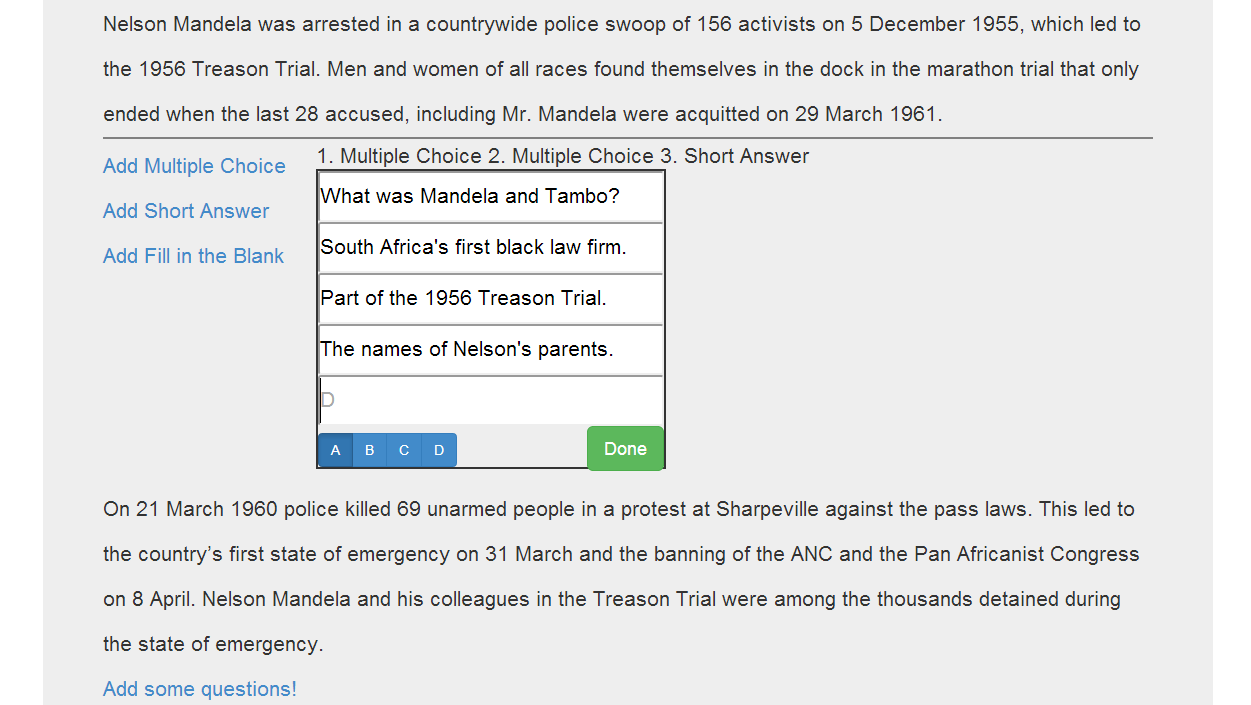 Nelson Mandela was arrested in a countrywide police swoop of 156 activists on 5 December 1955, which led to
the 1956 Treason Trial. Men and women of all races found themselves in the dock in the marathon trial that only
ended when the last 28 accused, including Mr. Mandela were acquitted on 29 March 1961.
Add Multiple Choice
Add Short Answer
Add Fill in the Blank
1. Multiple Choice 2. Multiple Choice 3. Short Answer
What was Mandela and Tambo?
South Africa's first black law firm.
Part of the 1956 Treason Trial.
The names of Nelson's parents.
D
A B C D
Done
On 21 March 1960 police killed 69 unarmed people in a protest at Sharpeville against the pass laws. This led to
the country’s first state of emergency on 31 March and the banning of the ANC and the Pan Africanist Congress
on 8 April. Nelson Mandela and his colleagues in the Treason Trial were among the thousands detained during
the state of emergency.
Add some questions!